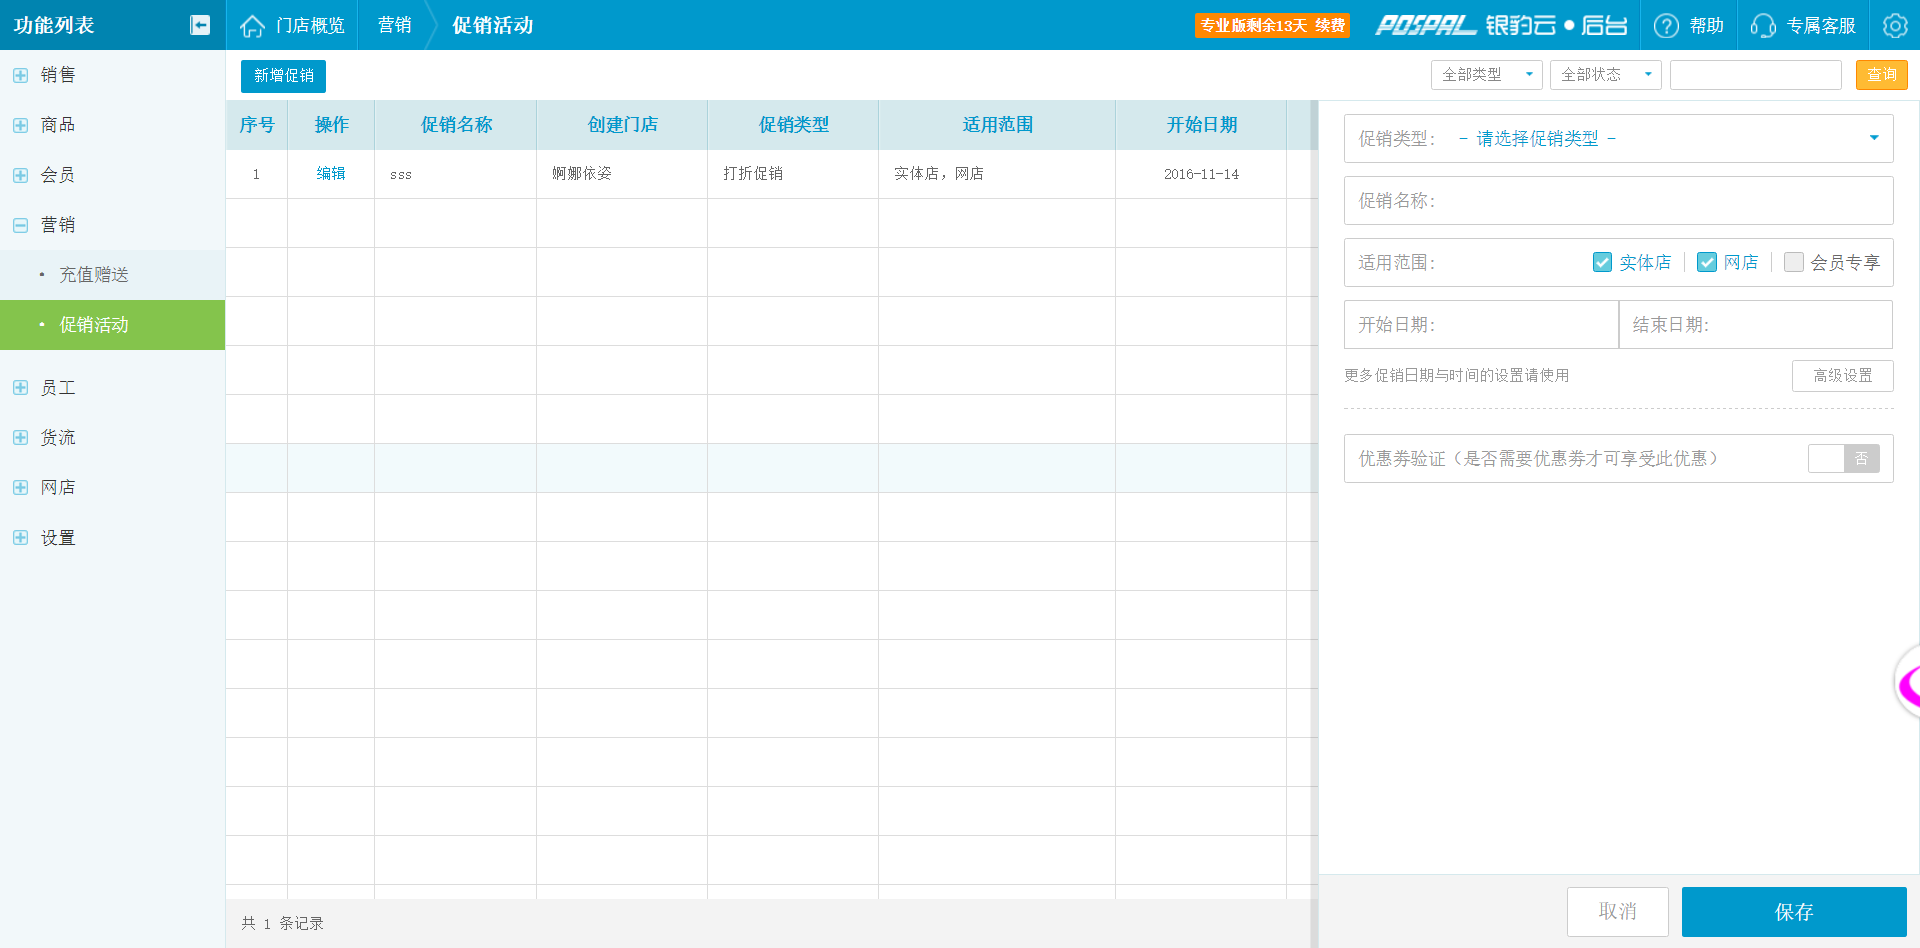 功能列表
门店概览
营销
促销活动
专业版剩余13天 续费
POSPAL 银豹云●后台
帮助
专属客服
销售
商品
会员
营销
• 充值赠送
• 促销活动
员工
货流
网店
设置
新增促销
全部类型
全部状态
查询
序号 操作 促销名称 创建门店 促销类型 适用范围 开始日期
1 编辑 sss 婀娜依姿 打折促销 实体店，网店 2016-11-14
共 1 条记录
促销类型： - 请选择促销类型 -
促销名称：
适用范围： 实体店 网店 会员专享
开始日期： 结束日期：
更多促销日期与时间的设置请使用 高级设置
优惠券验证（是否需要优惠券才可享受此优惠） 否
取消 保存